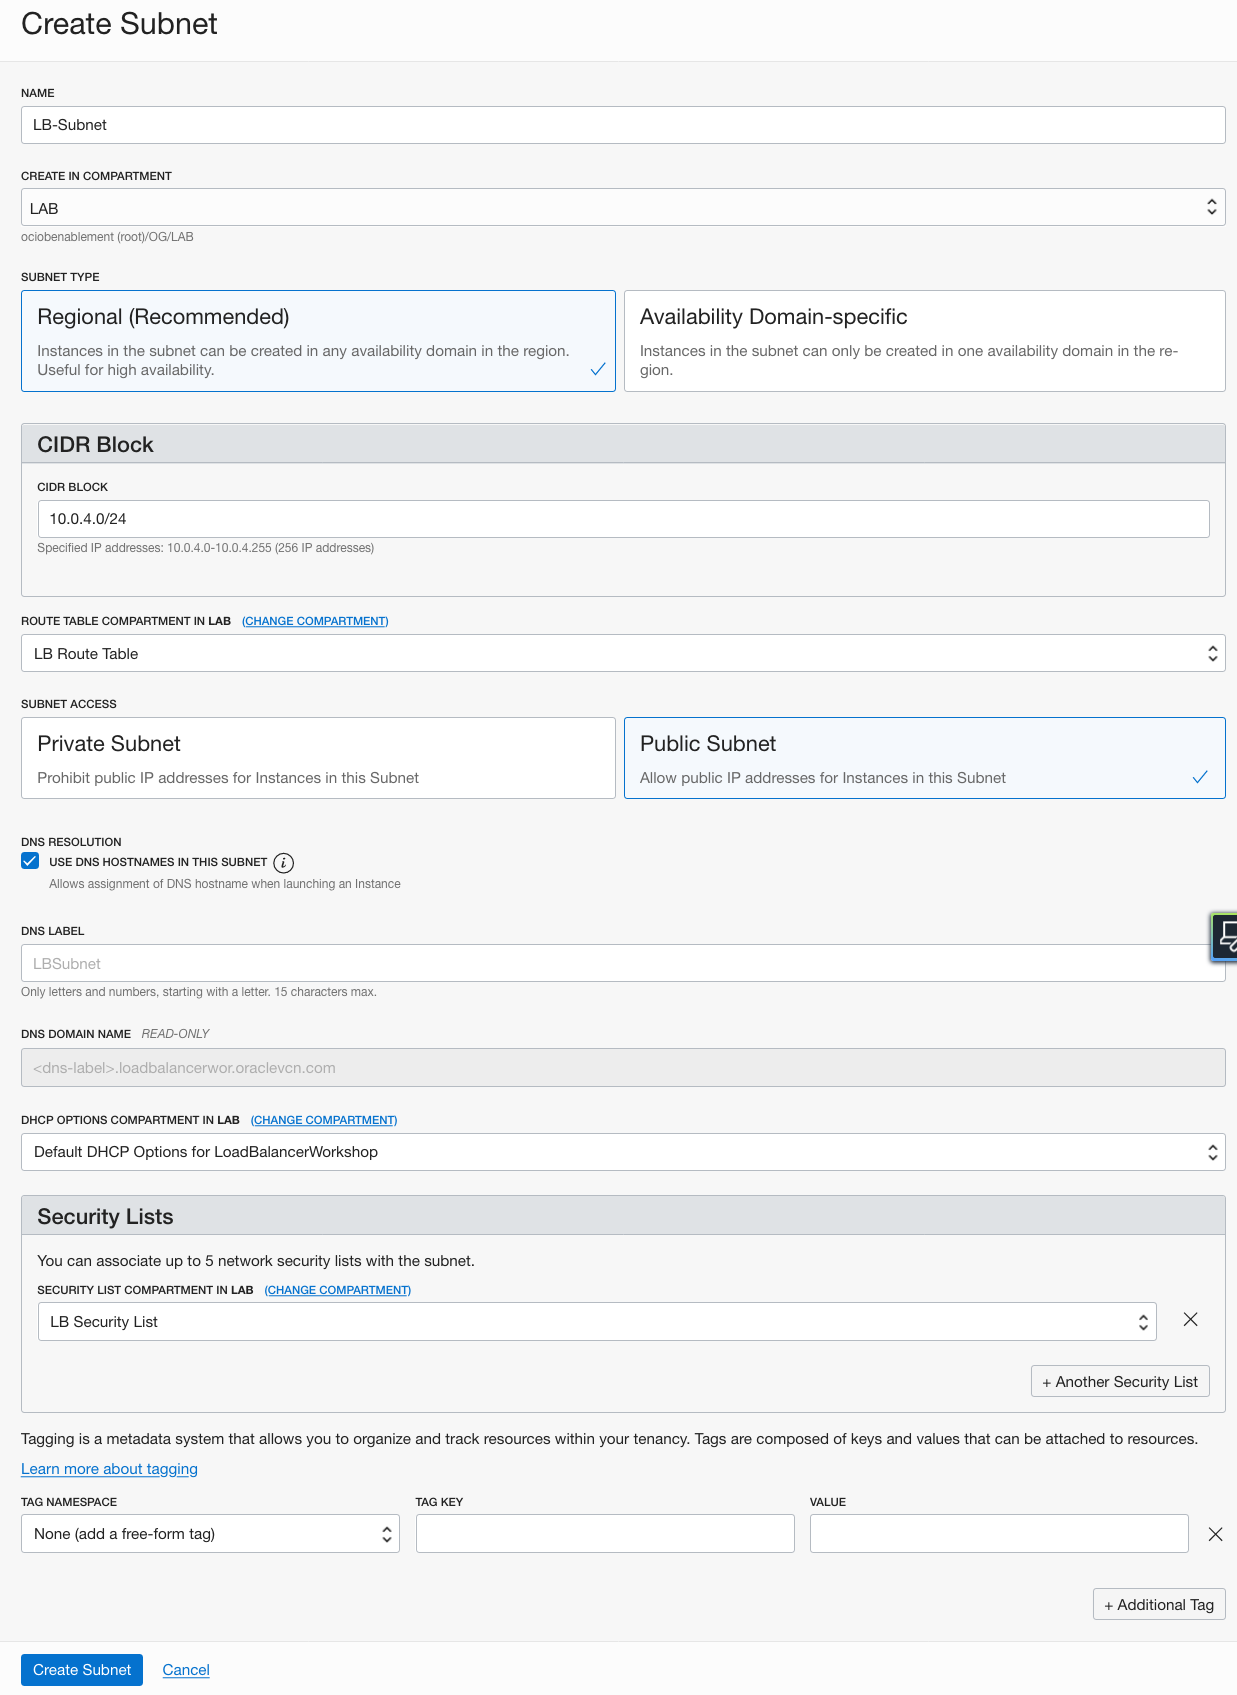 Create Subnet
NAME
LB-Subnet
CREATE IN COMPARTMENT
LAB
ociobenablement (root)/OG/LAB
SUBNET TYPE
Regional (Recommended)
Instances in the subnet can be created in any availability domain in the region.
Useful for high availability.
Availability Domain-specific
Instances in the subnet can only be created in one availability domain in the re-
gion.
CIDR Block
CIDR BLOCK
10.0.4.0/24
Specified IP addresses: 10.0.4.0-10.0.4.255 (256 IP addresses)
ROUTE TABLE COMPARTMENT IN LAB (CHANGE COMPARTMENT)
LB Route Table
SUBNET ACCESS
Private Subnet
Prohibit public IP addresses for Instances in this Subnet
Public Subnet
Allow public IP addresses for Instances in this Subnet
DNS RESOLUTION
USE DNS HOSTNAMES IN THIS SUBNET i
Allows assignment of DNS hostname when launching an Instance
DNS LABEL
LBSubnet
Only letters and numbers, starting with a letter. 15 characters max.
DNS DOMAIN NAME READ-ONLY
<dns-label>.loadbalancerwor.oraclevcn.com
DHCP OPTIONS COMPARTMENT IN LAB (CHANGE COMPARTMENT)
Default DHCP Options for LoadBalancerWorkshop
Security Lists
You can associate up to 5 network security lists with the subnet.
SECURITY LIST COMPARTMENT IN LAB (CHANGE COMPARTMENT)
LB Security List
+ Another Security List
Tagging is a metadata system that allows you to organize and track resources within your tenancy. Tags are composed of keys and values that can be attached to resources.
Learn more about tagging
TAG NAMESPACE TAG KEY VALUE
None (add a free-form tag)
+ Additional Tag
Create Subnet Cancel